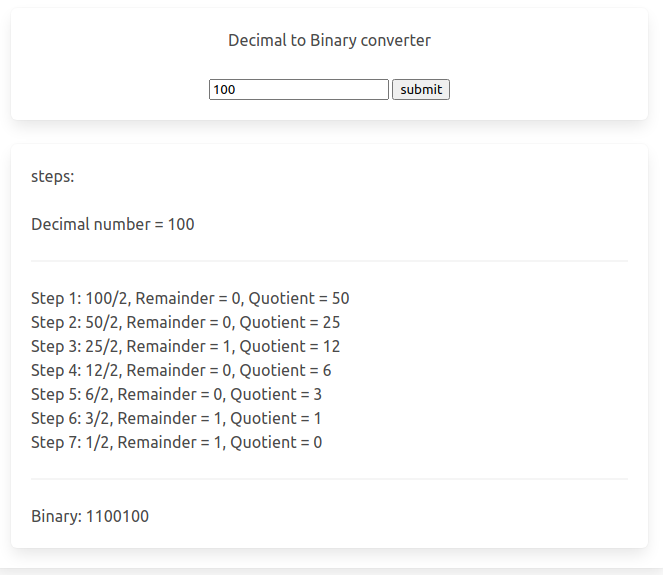 Decimal to Binary converter
100 submit
steps:
Decimal number = 100
Step 1: 100/2, Remainder = 0, Quotient = 50
Step 2: 50/2, Remainder = 0, Quotient = 25
Step 3: 25/2, Remainder = 1, Quotient = 12
Step 4: 12/2, Remainder = 0, Quotient = 6
Step 5: 6/2, Remainder = 0, Quotient = 3
Step 6: 3/2, Remainder = 1, Quotient = 1
Step 7: 1/2, Remainder = 1, Quotient = 0
Binary: 1100100